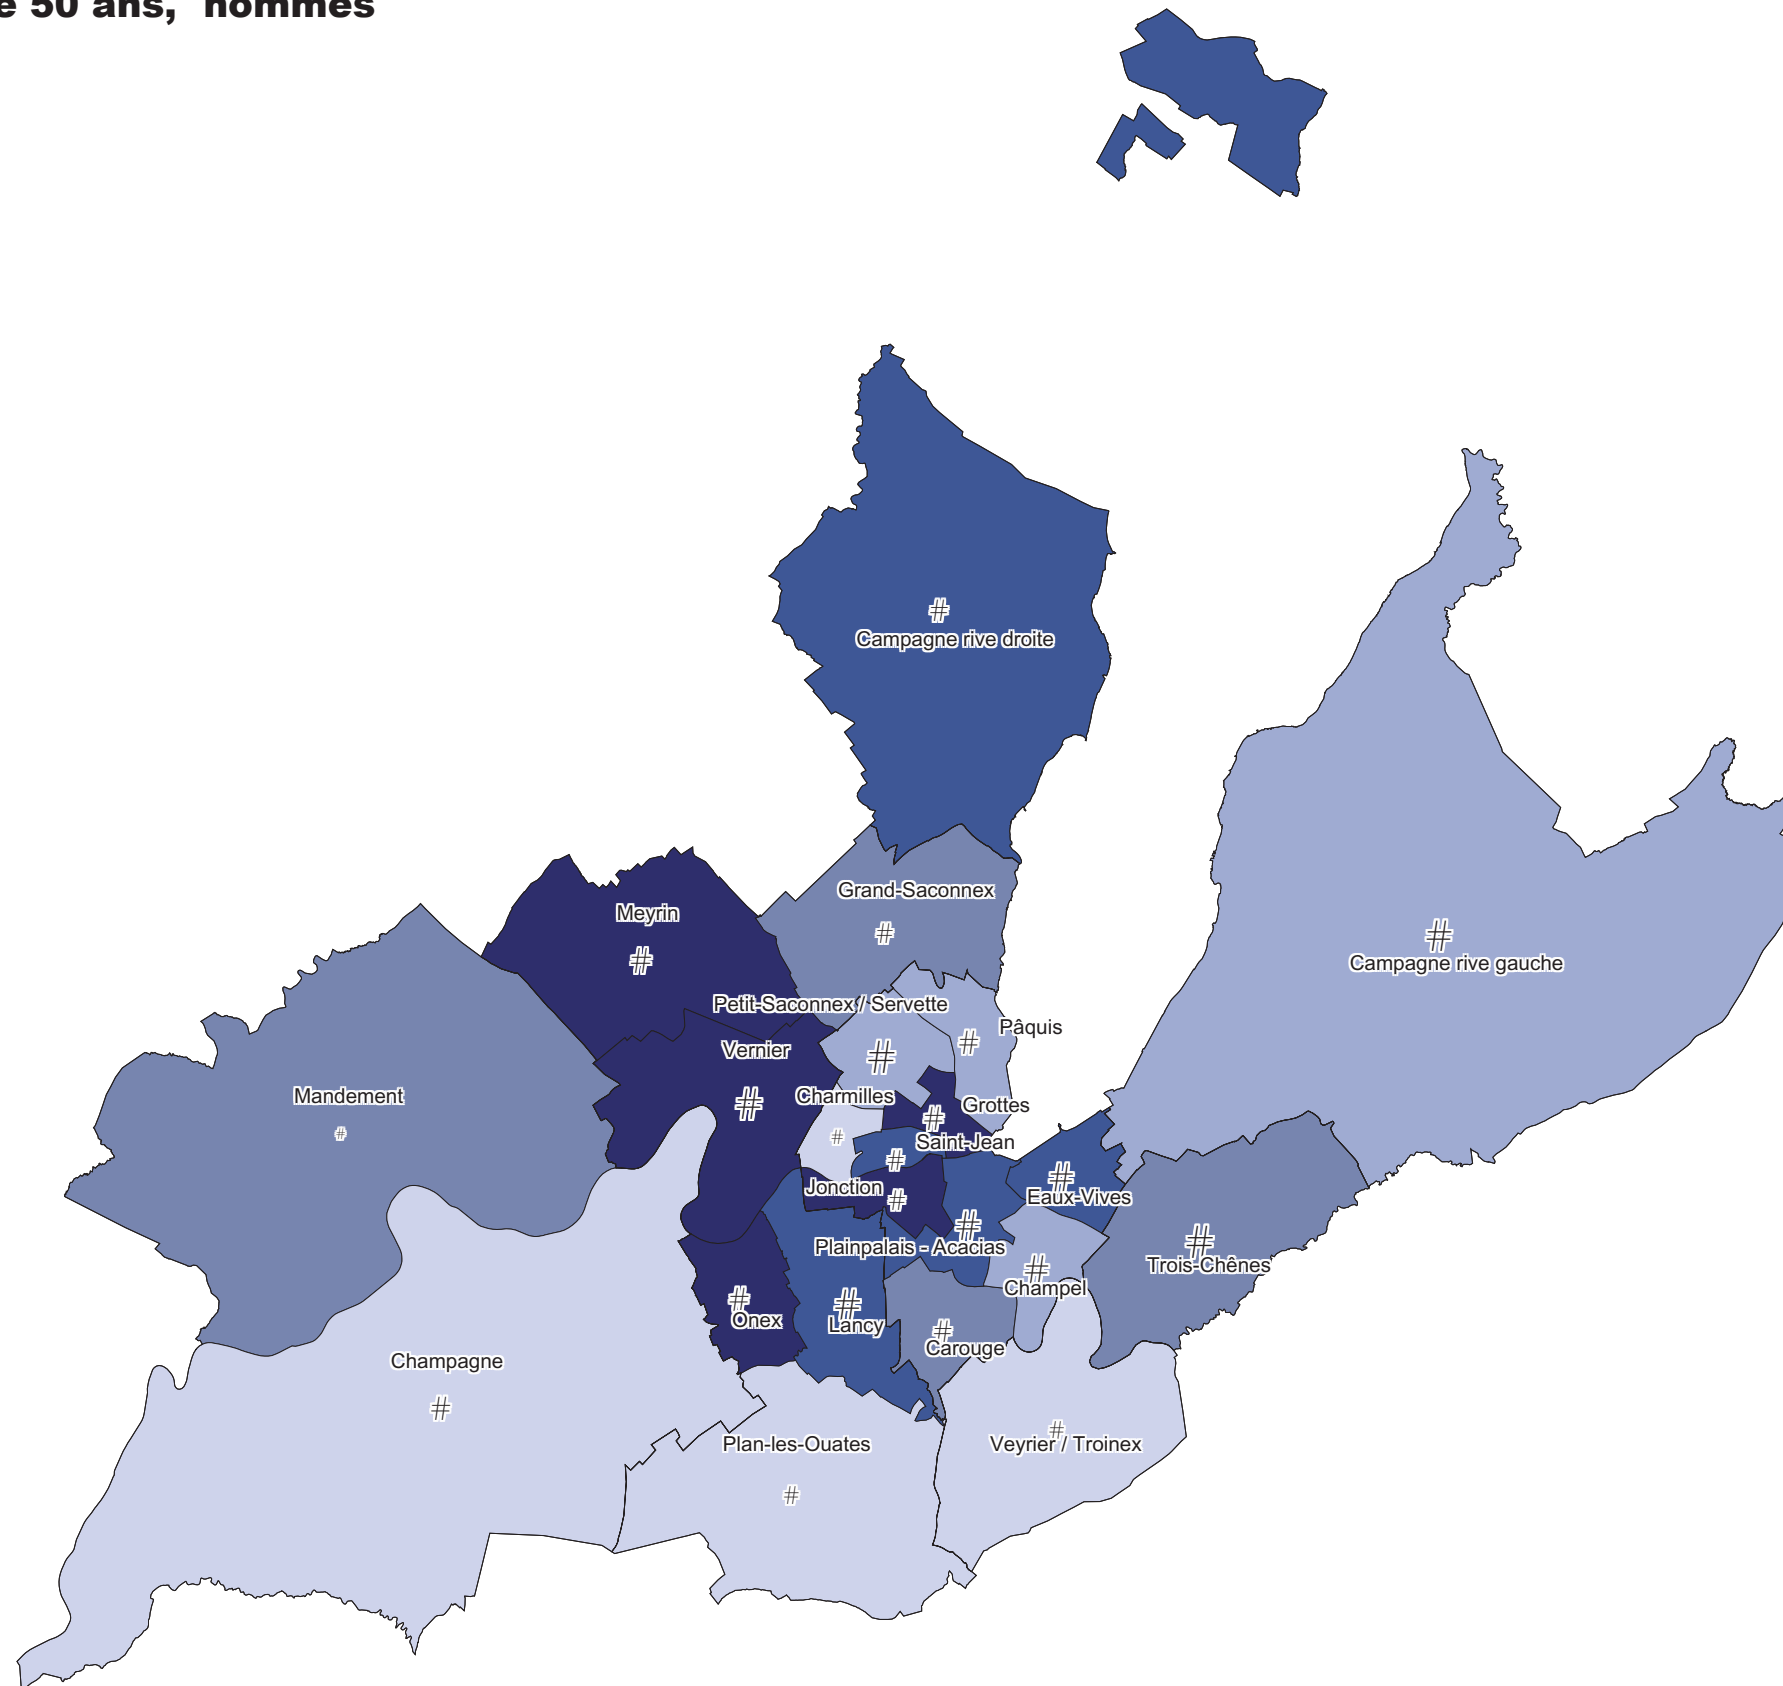 e 50 ans, hommes
#
Campagne rive droite
Grand-Saconnex
#
Meyrin
#
#
Campagne rive gauche
Petit-Saconnex / Servette
#
Pâquis
#
Vernier
#
Mandement
#
Charmilles
#
Grottes
#
Saint-Jean
#
Jonction
#
#
Eaux-Vives
#
Plainpalais - Acacias
#
Trois-Chênes
#
Champel
#
Onex
#
Lancy
#
Carouge
Champagne
#
Plan-les-Ouates
#
#
Veyrier / Troinex